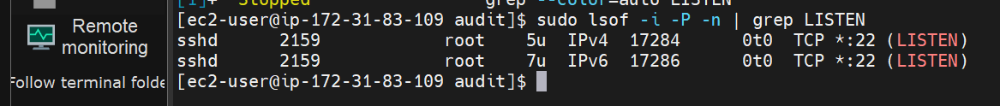 [1]+  Stopped                 grep --color=auto LISTEN
[ec2-user@ip-172-31-83-109 audit]$ sudo lsof -i -P -n | grep LISTEN
Remote
monitoring
sshd      2159            root    5u  IPv4  17284      0t0  TCP *:22 (LISTEN)
sshd      2159            root    7u  IPv6  17286      0t0  TCP *:22 (LISTEN)
Follow terminal folde
[ec2-user@ip-172-31-83-109 audit]$